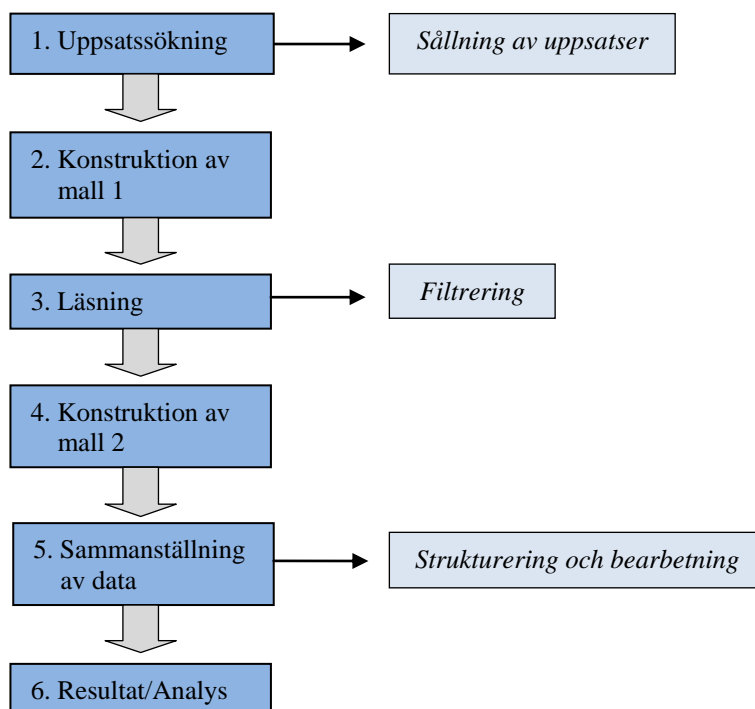 1. Uppsatssökning
Sållning av uppsatser
2. Konstruktion av
mall 1
3. Läsning
Filtrering
4. Konstruktion av
mall 2
5. Sammanställning
av data
Strukturering och bearbetning
6. Resultat/Analys